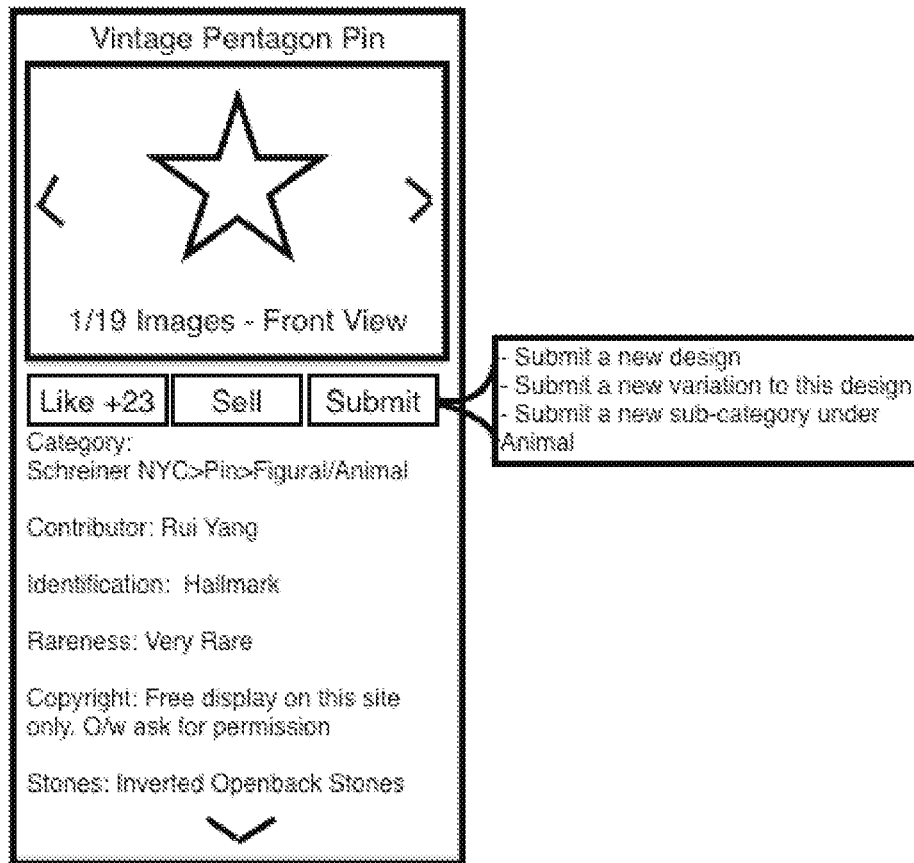 Vintage Pentagon Pin
1/19 Images - Front View
Like +23
Sell
Submit
- Submit a new design
- Submit a new variation to this design
- Submit a new sub-category under
Animal
Category:
Schreiner NYC>Pin>Figural/Animal
Contributor: Rui Yang
Identification: Hallmark
Rareness: Very Rare
Copyright: Free display on this site
only. O/w ask for permission
Stones: Inverted Openback Stones